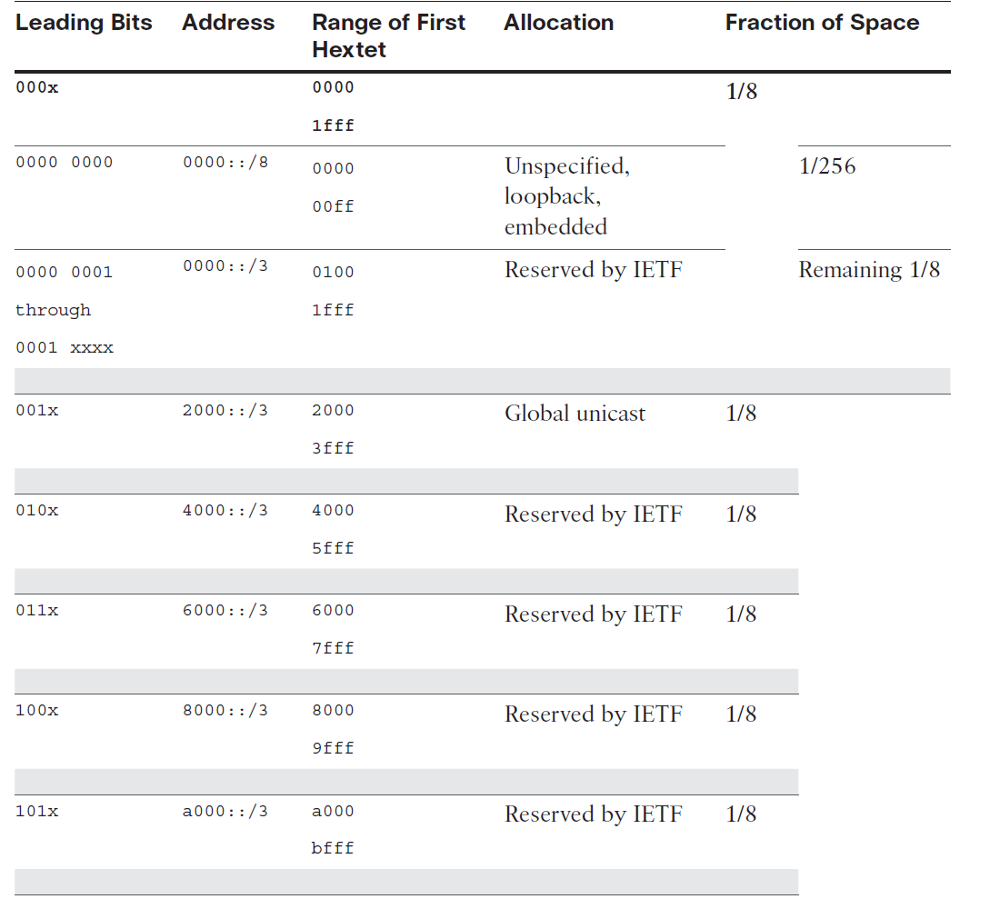 Leading Bits Address Range of First Hextet Allocation Fraction of Space
000x 0000 1/8
1fff
0000 0000 0000::/8 0000 Unspecified, 1/256
00ff loopback,
embedded
0000 0001 0000::/3 0100 Reserved by IETF Remaining 1/8
through 1fff
0001 xxxx
001x 2000::/3 2000 Global unicast 1/8
3fff
010x 4000::/3 4000 Reserved by IETF 1/8
5fff
011x 6000::/3 6000 Reserved by IETF 1/8
7fff
100x 8000::/3 8000 Reserved by IETF 1/8
9fff
101x a000::/3 a000 Reserved by IETF 1/8
bfff